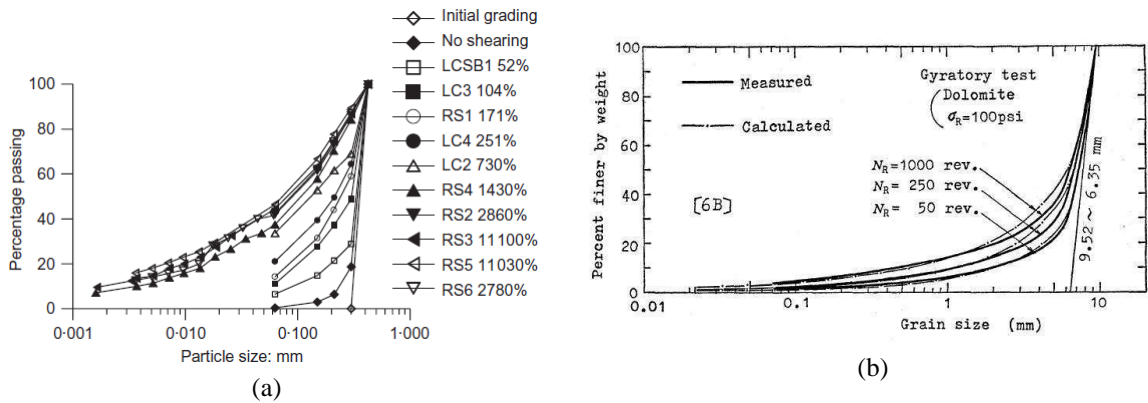 Initial grading
No shearing
LCSB1 52%
LC3 104%
RS1 171%
LC4 251%
LC2 730%
RS4 1430%
RS2 2860%
RS3 11100%
RS5 11030%
RS6 2780%
Percentage passing
100
80
60
40
20
0
0·001 0·010 0·100 1·000
Particle size: mm
(a)
Percent finer by weight
100
80
60
40
20
0
Measured
Calculated
Gyratory test
Dolomite
σR=100psi
NR=1000 rev.
NR= 250 rev.
NR= 50 rev.
[6B]
9.52 ~ 6.35 mm
0.01 0.1 1 10
Grain size (mm)
(b)